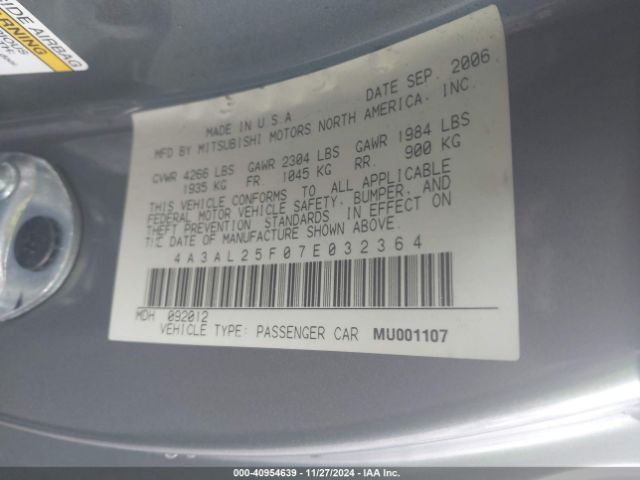 SIDE AIRBAG
WARNING
MADE IN U.S.A DATE SEP. 2006
MFD BY MITSUBISHI MOTORS NORTH AMERICA, INC.
GVWR 4266 LBS GAWR 2304 LBS GAWR 1984 LBS
1935 KG FR. 1045 KG RR. 900 KG
THIS VEHICLE CONFORMS TO ALL APPLICABLE
FEDERAL MOTOR VEHICLE SAFETY, BUMPER, AND
THEFT PREVENTION STANDARDS IN EFFECT ON
THE DATE OF MANUFACTURE SHOWN ABOVE.
4A3AL25F07E032364
MDH 092012
VEHICLE TYPE: PASSENGER CAR MU001107
000-40954639 - 11/27/2024 - IAA Inc.